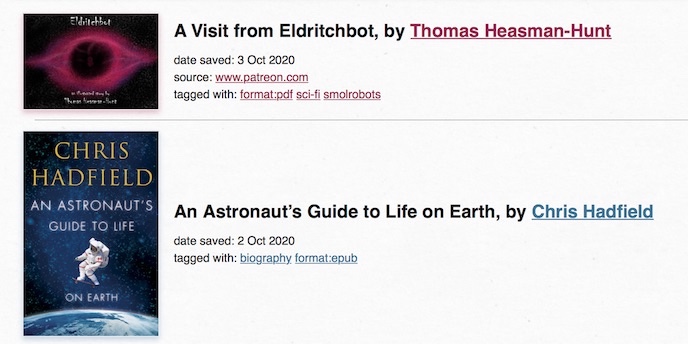 Eldritchbot
an illustrated story by
Thomas Heasman-Hunt
A Visit from Eldritchbot, by Thomas Heasman-Hunt
date saved: 3 Oct 2020
source: www.patreon.com
tagged with: format:pdf sci-fi smolrobots
CHRIS
HADFIELD
AN ASTRONAUT'S
GUIDE TO LIFE
ON EARTH
An Astronaut’s Guide to Life on Earth, by Chris Hadfield
date saved: 2 Oct 2020
tagged with: biography format:epub